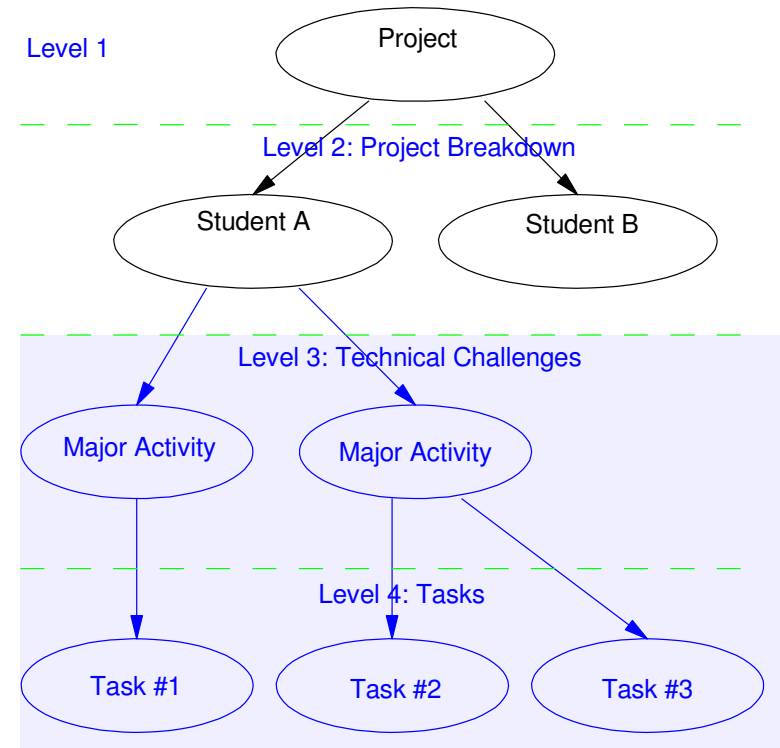 Level 1
Project
Level 2: Project Breakdown
Student A
Student B
Level 3: Technical Challenges
Major Activity
Major Activity
Level 4: Tasks
Task #1
Task #2
Task #3